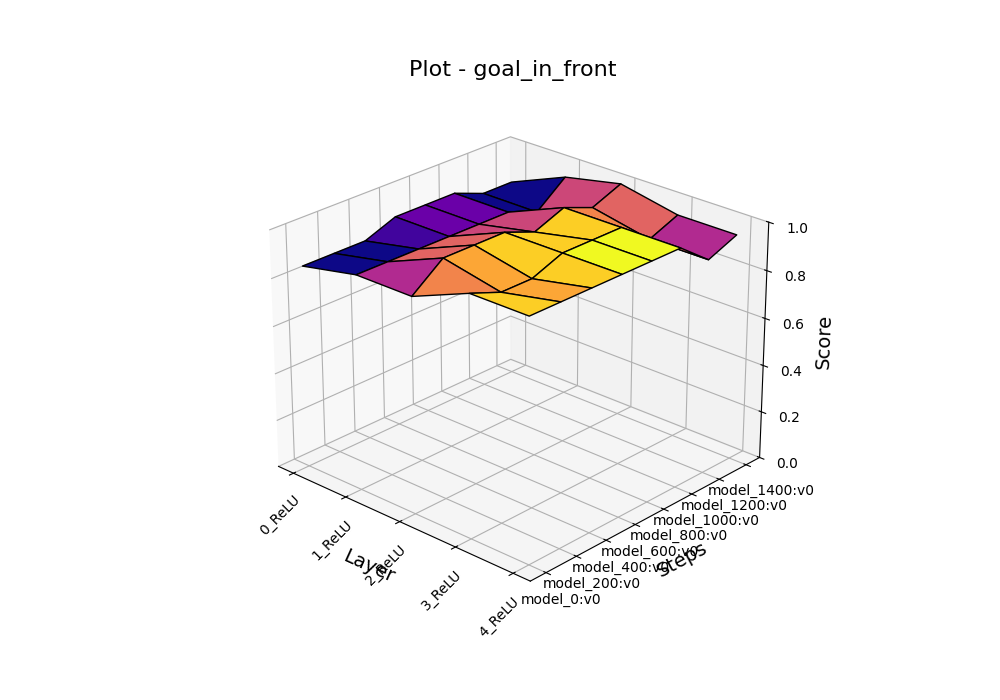 Plot - goal_in_front
1.0
0.8
0.6
0.4
0.2
0.0
Score
model_1400:v0
model_1200:v0
model_1000:v0
model_800:v0
model_600:v0
model_400:v0
model_200:v0
model_0:v0
Steps
0_ReLU
1_ReLU
2_ReLU
3_ReLU
4_ReLU
Layer